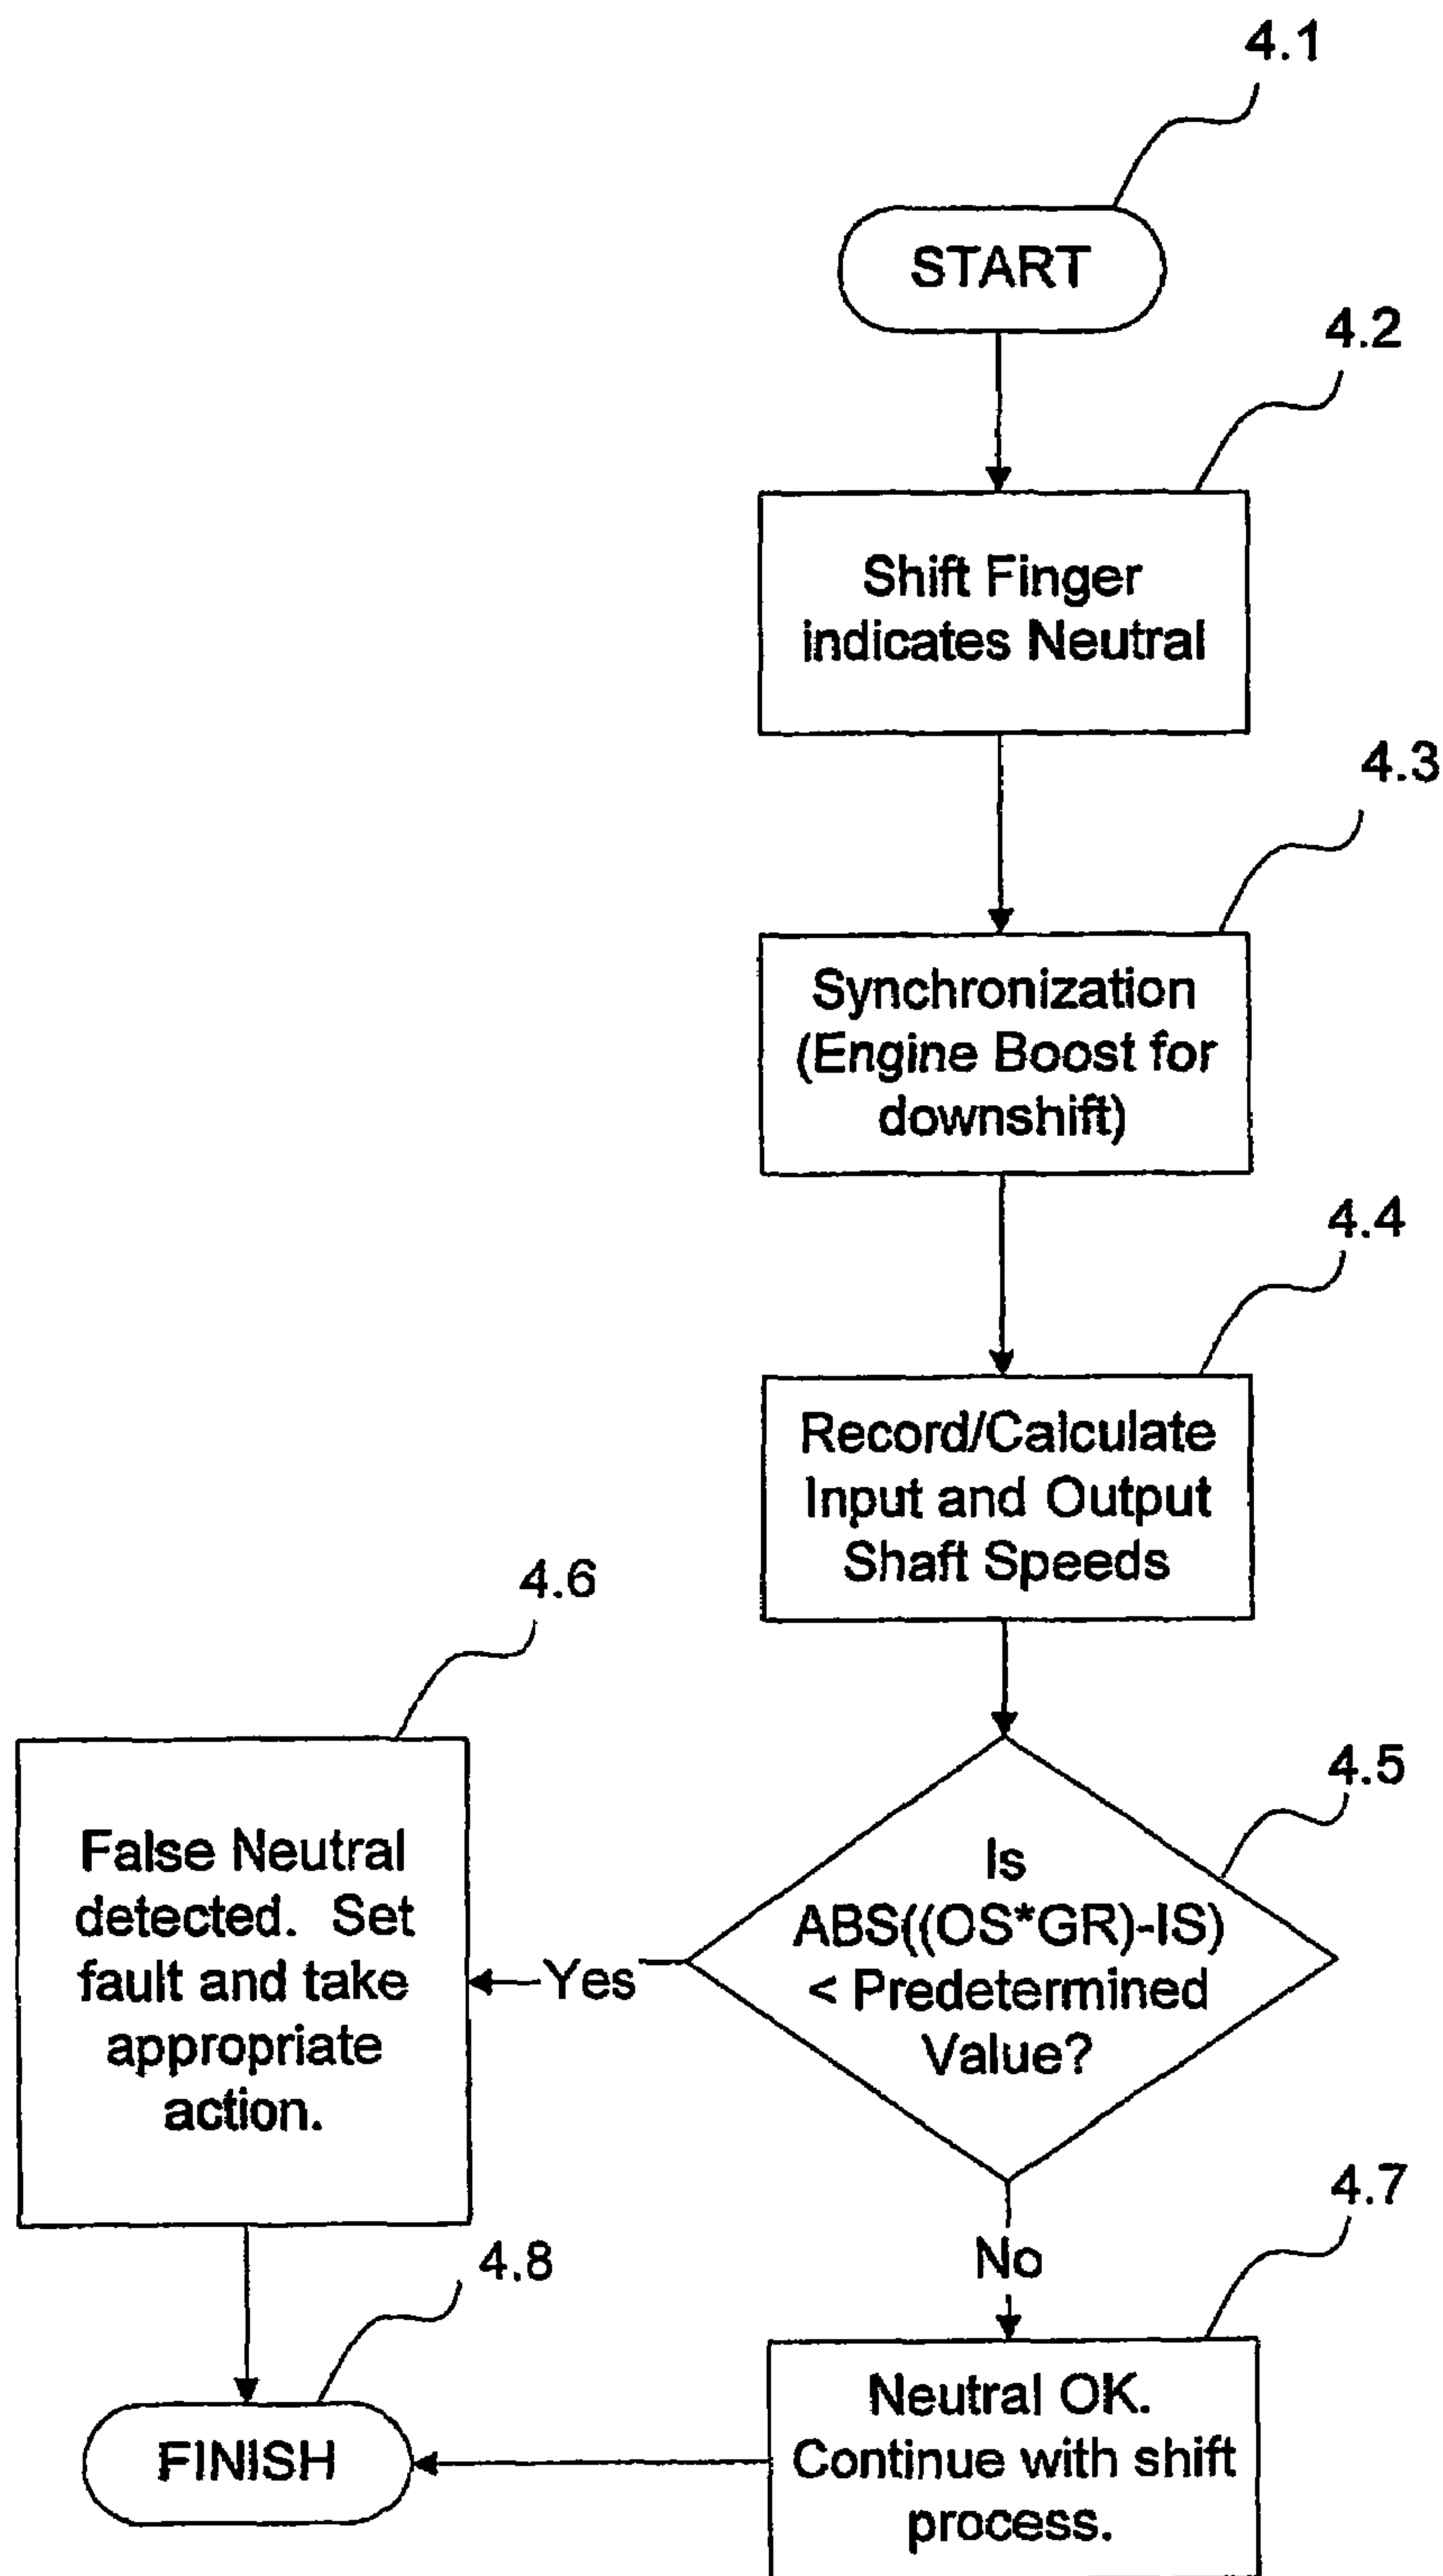 4.1
START
4.2
Shift Finger
indicates Neutral
4.3
Synchronization
(Engine Boost for
downshift)
4.4
Record/Calculate
Input and Output
Shaft Speeds
4.5
Is
ABS((OS*GR)-IS)
< Predetermined
Value?
Yes
4.6
False Neutral
detected. Set
fault and take
appropriate
action.
No
4.7
Neutral OK.
Continue with shift
process.
4.8
FINISH